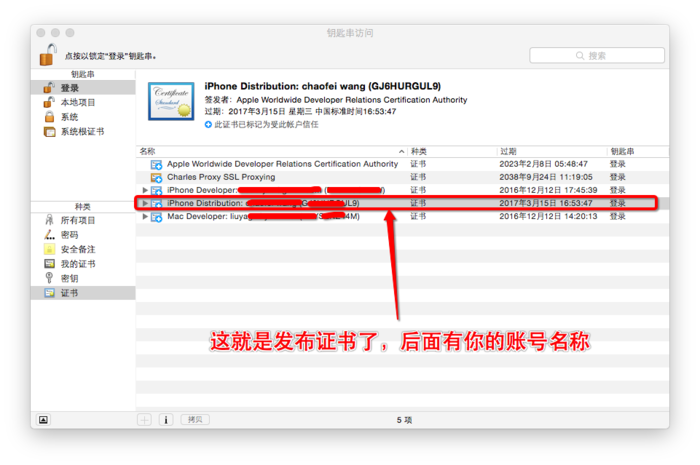 钥匙串访问
点按以锁定“登录”钥匙串。
搜索
钥匙串
登录
本地项目
系统
系统根证书
种类
所有项目
密码
安全备注
我的证书
密钥
证书
Certificate
Standard
iPhone Distribution: chaofei wang (GJ6HURGUL9)
签发者：Apple Worldwide Developer Relations Certification Authority
过期：2017年3月15日 星期三 中国标准时间16:53:47
此证书已标记为受此帐户信任
名称 种类 过期 钥匙串
Apple Worldwide Developer Relations Certification Authority 证书 2023年2月8日 05:48:47 登录
Charles Proxy SSL Proxying 证书 2038年9月24日 11:19:05 登录
iPhone Developer: 证书 2016年12月12日 17:45:39 登录
iPhone Distribution: 证书 2017年3月15日 16:53:47 登录
Mac Developer: 证书 2016年12月12日 14:20:13 登录
这就是发布证书了，后面有你的账号名称
拷贝
5 项